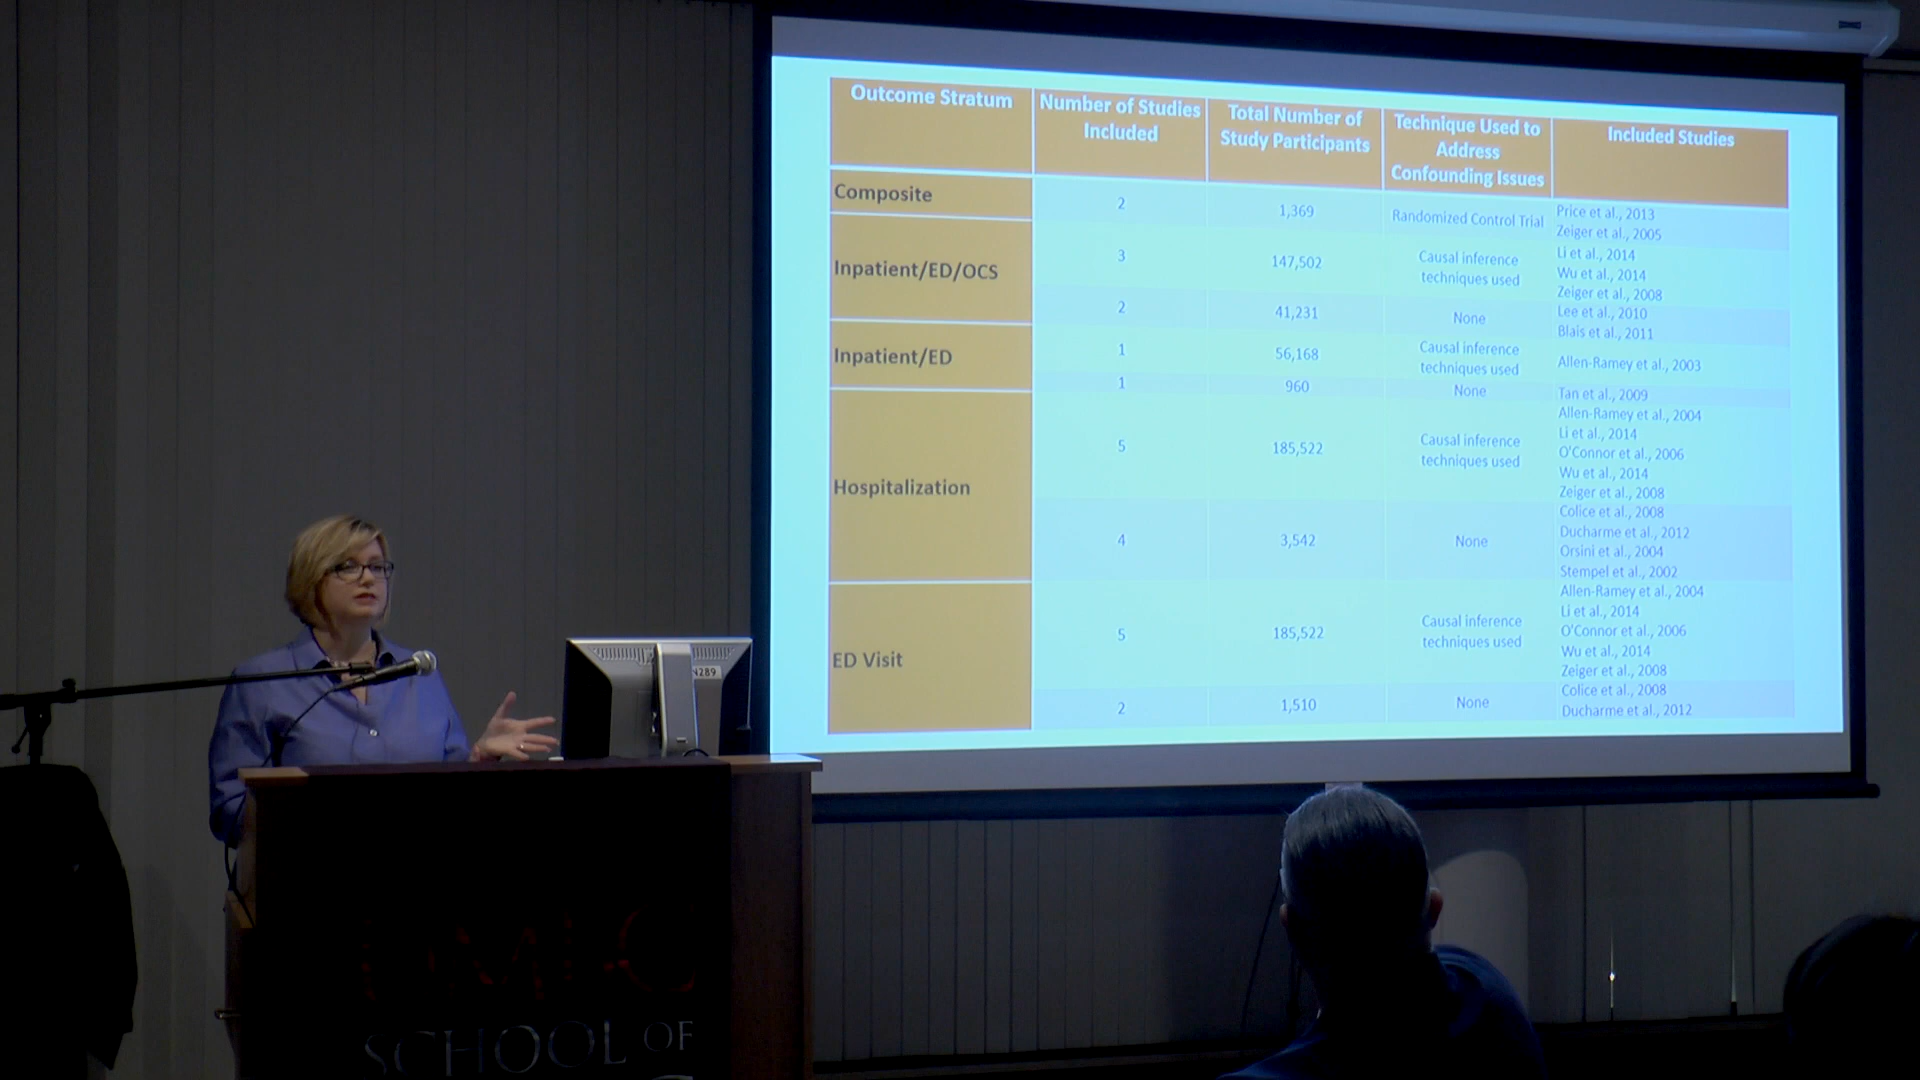 Outcome Stratum
Number of Studies
Included
Total Number of
Study Participants
Technique Used to
Address
Confounding Issues
Included Studies
Composite
2
1,369
Randomized Control Trial
Price et al., 2013
Zeiger et al., 2005
Inpatient/ED/OCS
3
147,502
Causal inference
techniques used
Li et al., 2014
Wu et al., 2014
Zeiger et al., 2008
2
41,231
None
Lee et al., 2010
Blais et al., 2011
Inpatient/ED
1
56,168
Causal inference
techniques used
Allen-Ramey et al., 2003
1
960
None
Tan et al., 2009
Hospitalization
5
185,522
Causal inference
techniques used
Allen-Ramey et al., 2004
Li et al., 2014
O'Connor et al., 2006
Wu et al., 2014
Zeiger et al., 2008
4
3,542
None
Colice et al., 2008
Ducharme et al., 2012
Orsini et al., 2004
Stempel et al., 2002
ED Visit
5
185,522
Causal inference
techniques used
Allen-Ramey et al., 2004
Li et al., 2014
O'Connor et al., 2006
Wu et al., 2014
Zeiger et al., 2008
2
1,510
None
Colice et al., 2008
Ducharme et al., 2012
SCHOOL OF